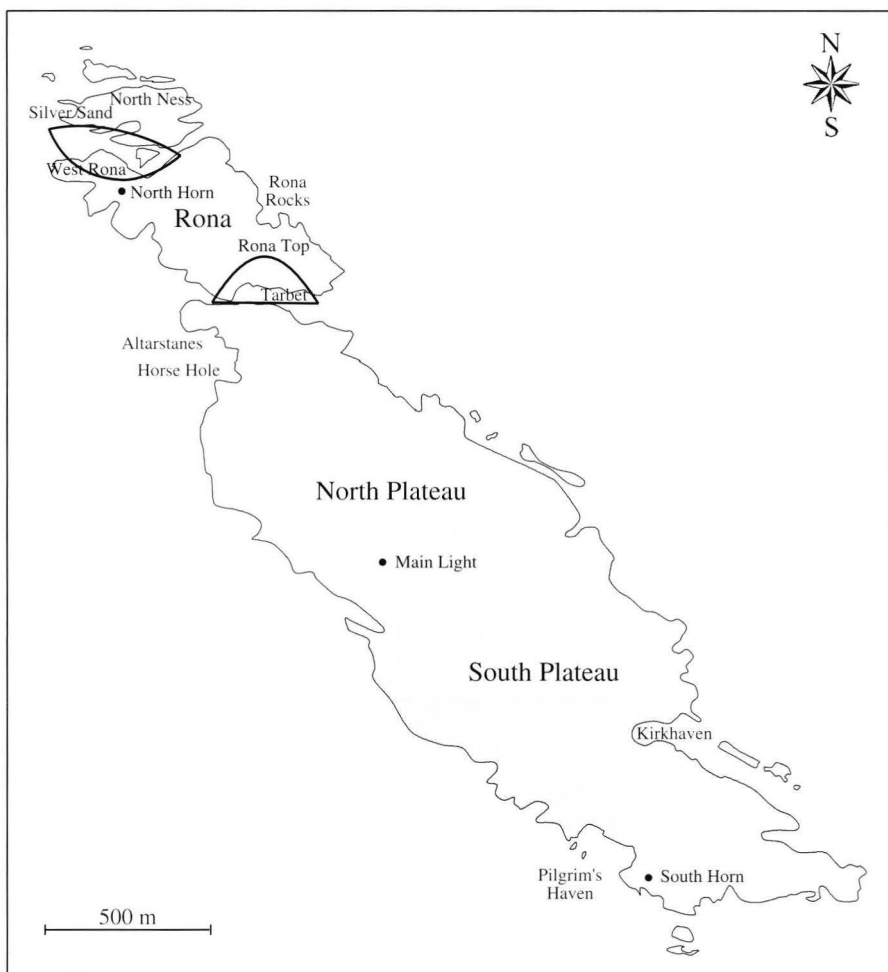 N
S
North Ness
Silver Sand
West Rona
North Horn
Rona
Rocks
Rona
Rona Top
Tarbet
Altarstanes
Horse Hole
North Plateau
Main Light
South Plateau
Kirkhaven
Pilgrim's
Haven
South Horn
500 m